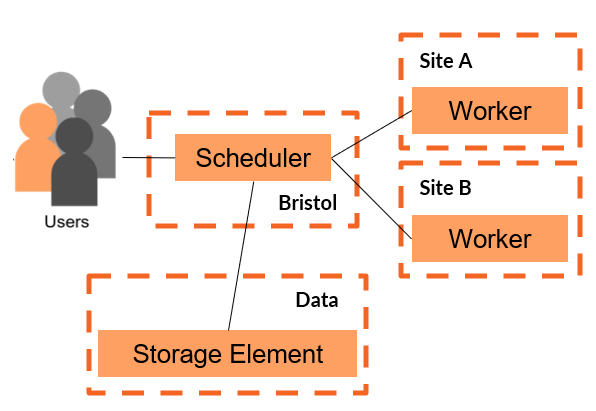 Site A
Worker
Scheduler
Bristol
Users
Site B
Worker
Data
Storage Element